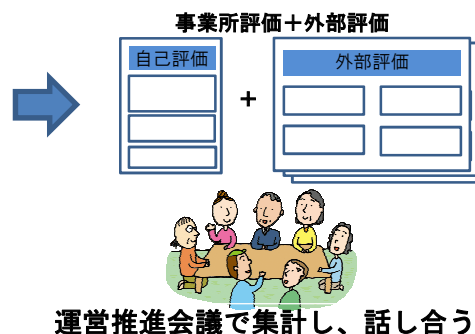 事業所評価＋外部評価
自己評価
+
外部評価
運営推進会議で集計し、話し合う